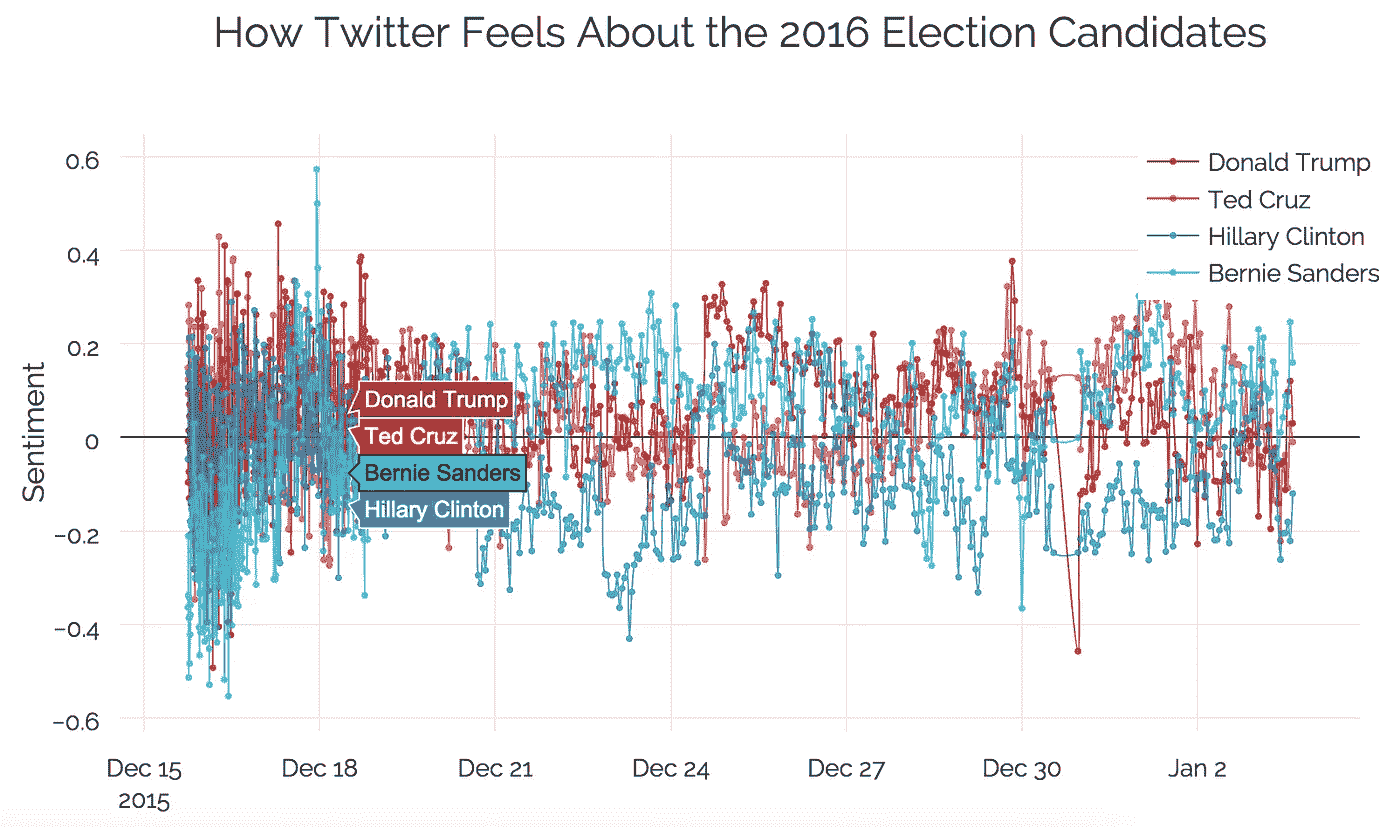 How Twitter Feels About the 2016 Election Candidates
0.6
0.4
0.2
0
−0.2
−0.4
−0.6
Sentiment
Donald Trump
Ted Cruz
Hillary Clinton
Bernie Sanders
Donald Trump
Ted Cruz
Bernie Sanders
Hillary Clinton
Dec 15
2015
Dec 18
Dec 21
Dec 24
Dec 27
Dec 30
Jan 2